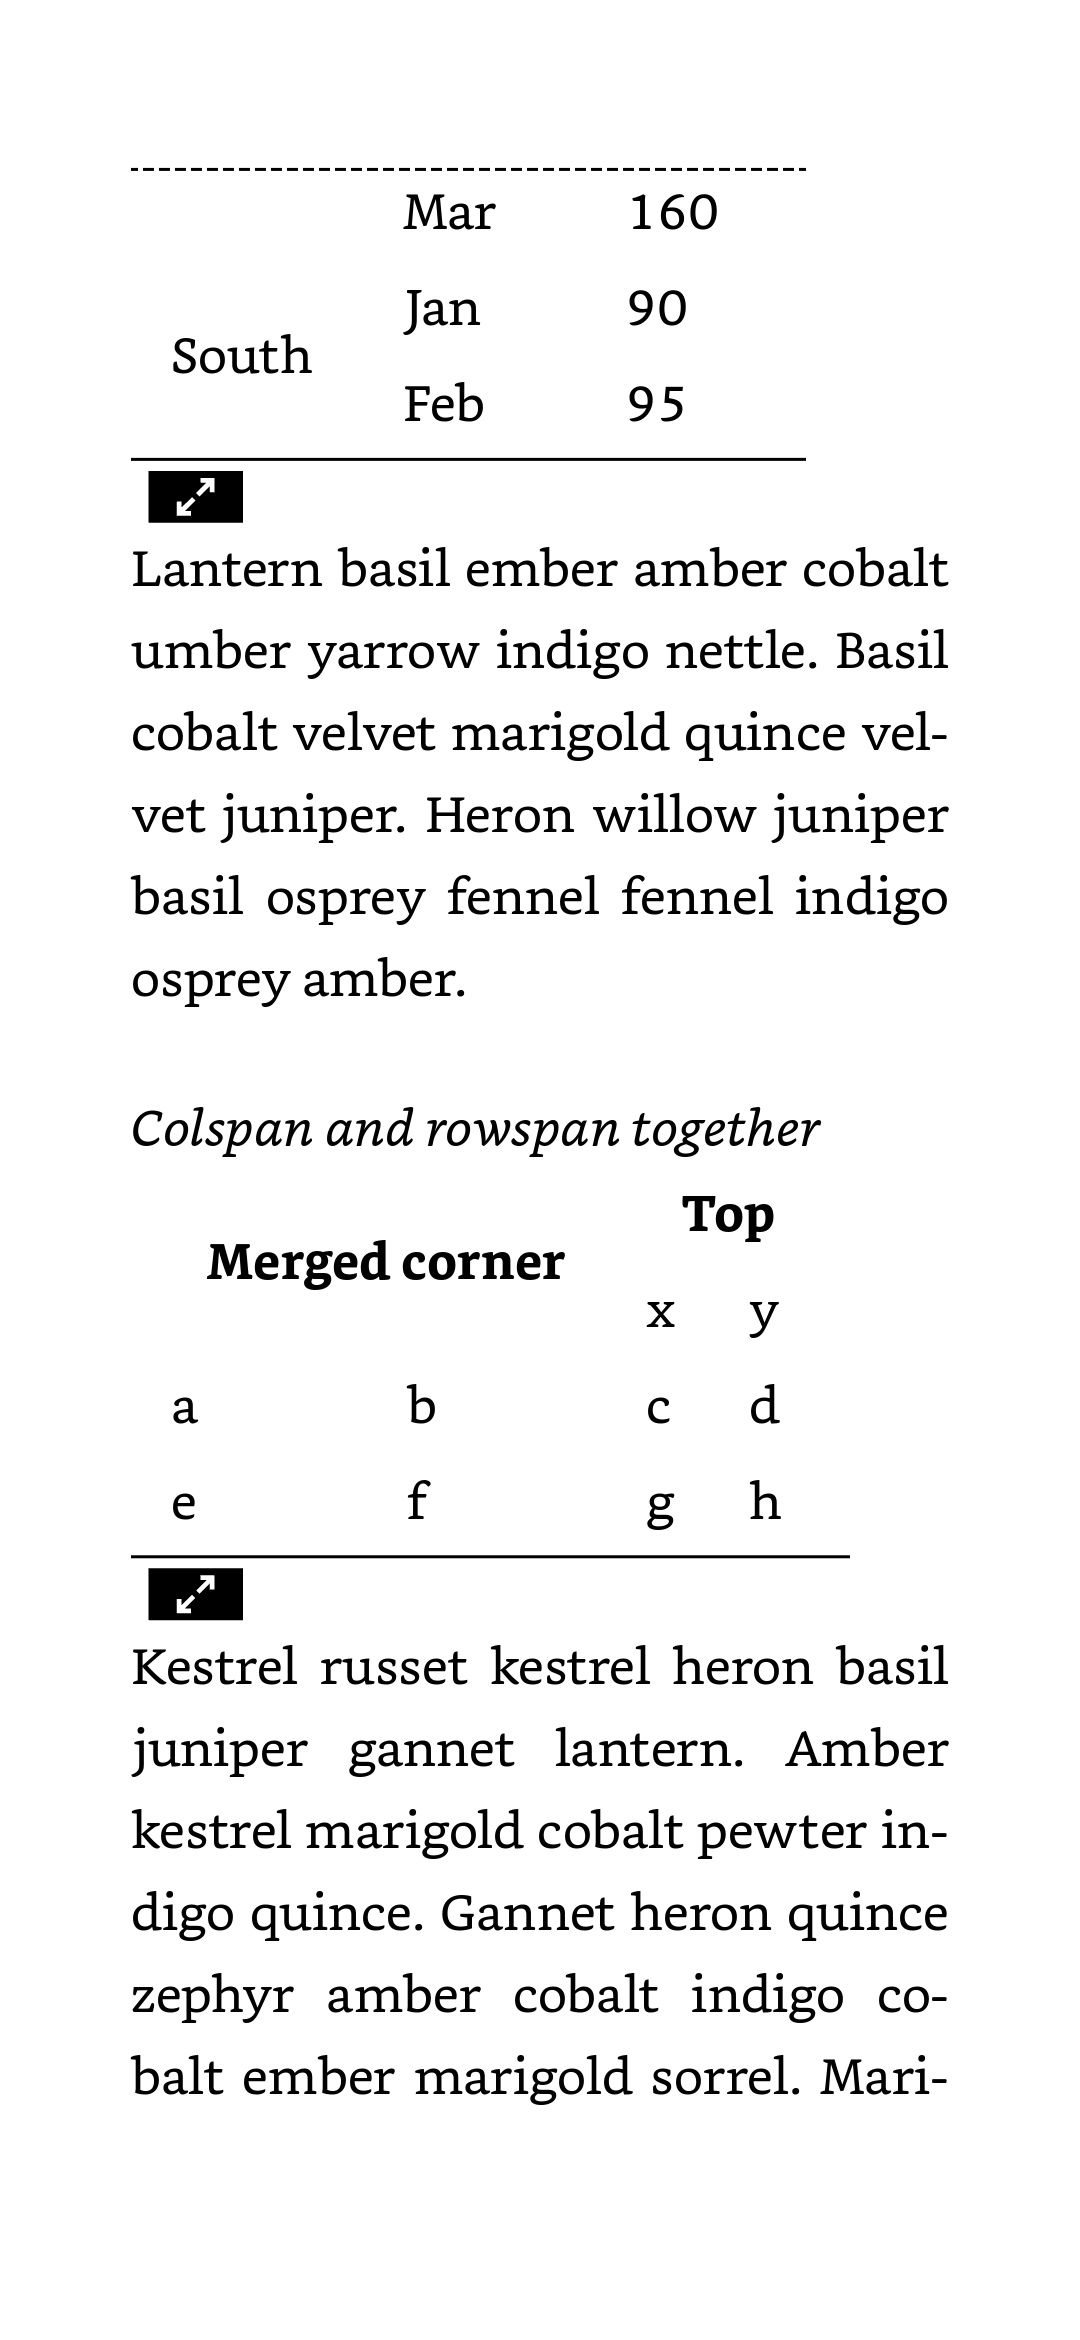 Mar 160
Jan 90
South
Feb 95
Lantern basil ember amber cobalt
umber yarrow indigo nettle. Basil
cobalt velvet marigold quince vel-
vet juniper. Heron willow juniper
basil osprey fennel fennel indigo
osprey amber.
Colspan and rowspan together
Top
Merged corner
x y
a b c d
e f g h
Kestrel russet kestrel heron basil
juniper gannet lantern. Amber
kestrel marigold cobalt pewter in-
digo quince. Gannet heron quince
zephyr amber cobalt indigo co-
balt ember marigold sorrel. Mari-